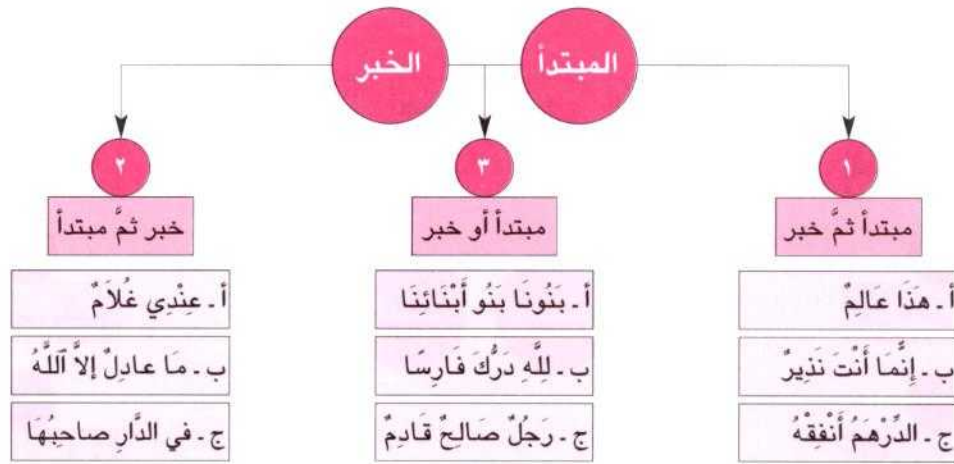 المبتدأ
الخبر
١
٣
٢
مبتدأ ثمَّ خبر
مبتدأ أو خبر
خبر ثمَّ مبتدأ
أ ـ هَذَا عَالِمٌ
ب ـ إِنَّمَا أَنْتَ نَذِيرٌ
ج ـ الدِّرْهَمُ أَنْفِقْهُ
أ ـ بَنُونَا بَنُو أَبْنَائِنَا
ب ـ لِلَّهِ دَرُّكَ فَارِسًا
ج ـ رَجُلٌ صَالِحٌ قَادِمٌ
أ ـ عِنْدِي غُلَامٌ
ب ـ مَا عادِلٌ إلاَّ ٱللَّهُ
ج ـ في الدَّارِ صاحِبُهَا